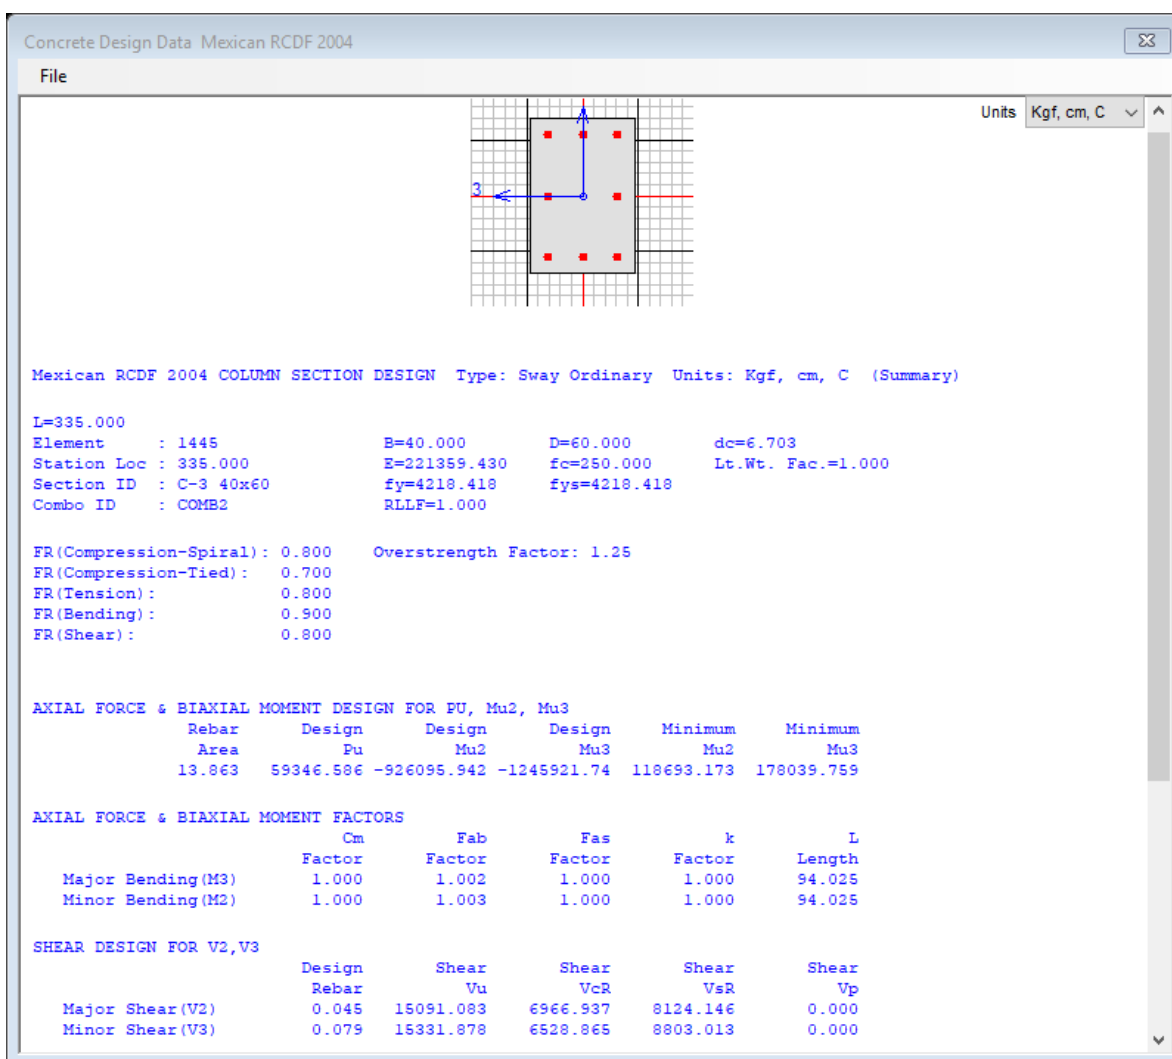 Concrete Design Data Mexican RCDF 2004
File
Units Kgf, cm, C
3
Mexican RCDF 2004 COLUMN SECTION DESIGN Type: Sway Ordinary Units: Kgf, cm, C (Summary)
L=335.000
Element : 1445 B=40.000 D=60.000 dc=6.703
Station Loc : 335.000 E=221359.430 fc=250.000 Lt.Wt. Fac.=1.000
Section ID : C-3 40x60 fy=4218.418 fys=4218.418
Combo ID : COMB2 RLLF=1.000
FR(Compression-Spiral): 0.800 Overstrength Factor: 1.25
FR(Compression-Tied): 0.700
FR(Tension): 0.800
FR(Bending): 0.900
FR(Shear): 0.800
AXIAL FORCE & BIAXIAL MOMENT DESIGN FOR PU, Mu2, Mu3
Rebar Design Design Design Minimum Minimum
Area Pu Mu2 Mu3 Mu2 Mu3
13.863 59346.586 -926095.942 -1245921.74 118693.173 178039.759
AXIAL FORCE & BIAXIAL MOMENT FACTORS
Cm Fab Fas k L
Factor Factor Factor Factor Length
Major Bending(M3) 1.000 1.002 1.000 1.000 94.025
Minor Bending(M2) 1.000 1.003 1.000 1.000 94.025
SHEAR DESIGN FOR V2,V3
Design Shear Shear Shear Shear
Rebar Vu VcR VsR Vp
Major Shear(V2) 0.045 15091.083 6966.937 8124.146 0.000
Minor Shear(V3) 0.079 15331.878 6528.865 8803.013 0.000